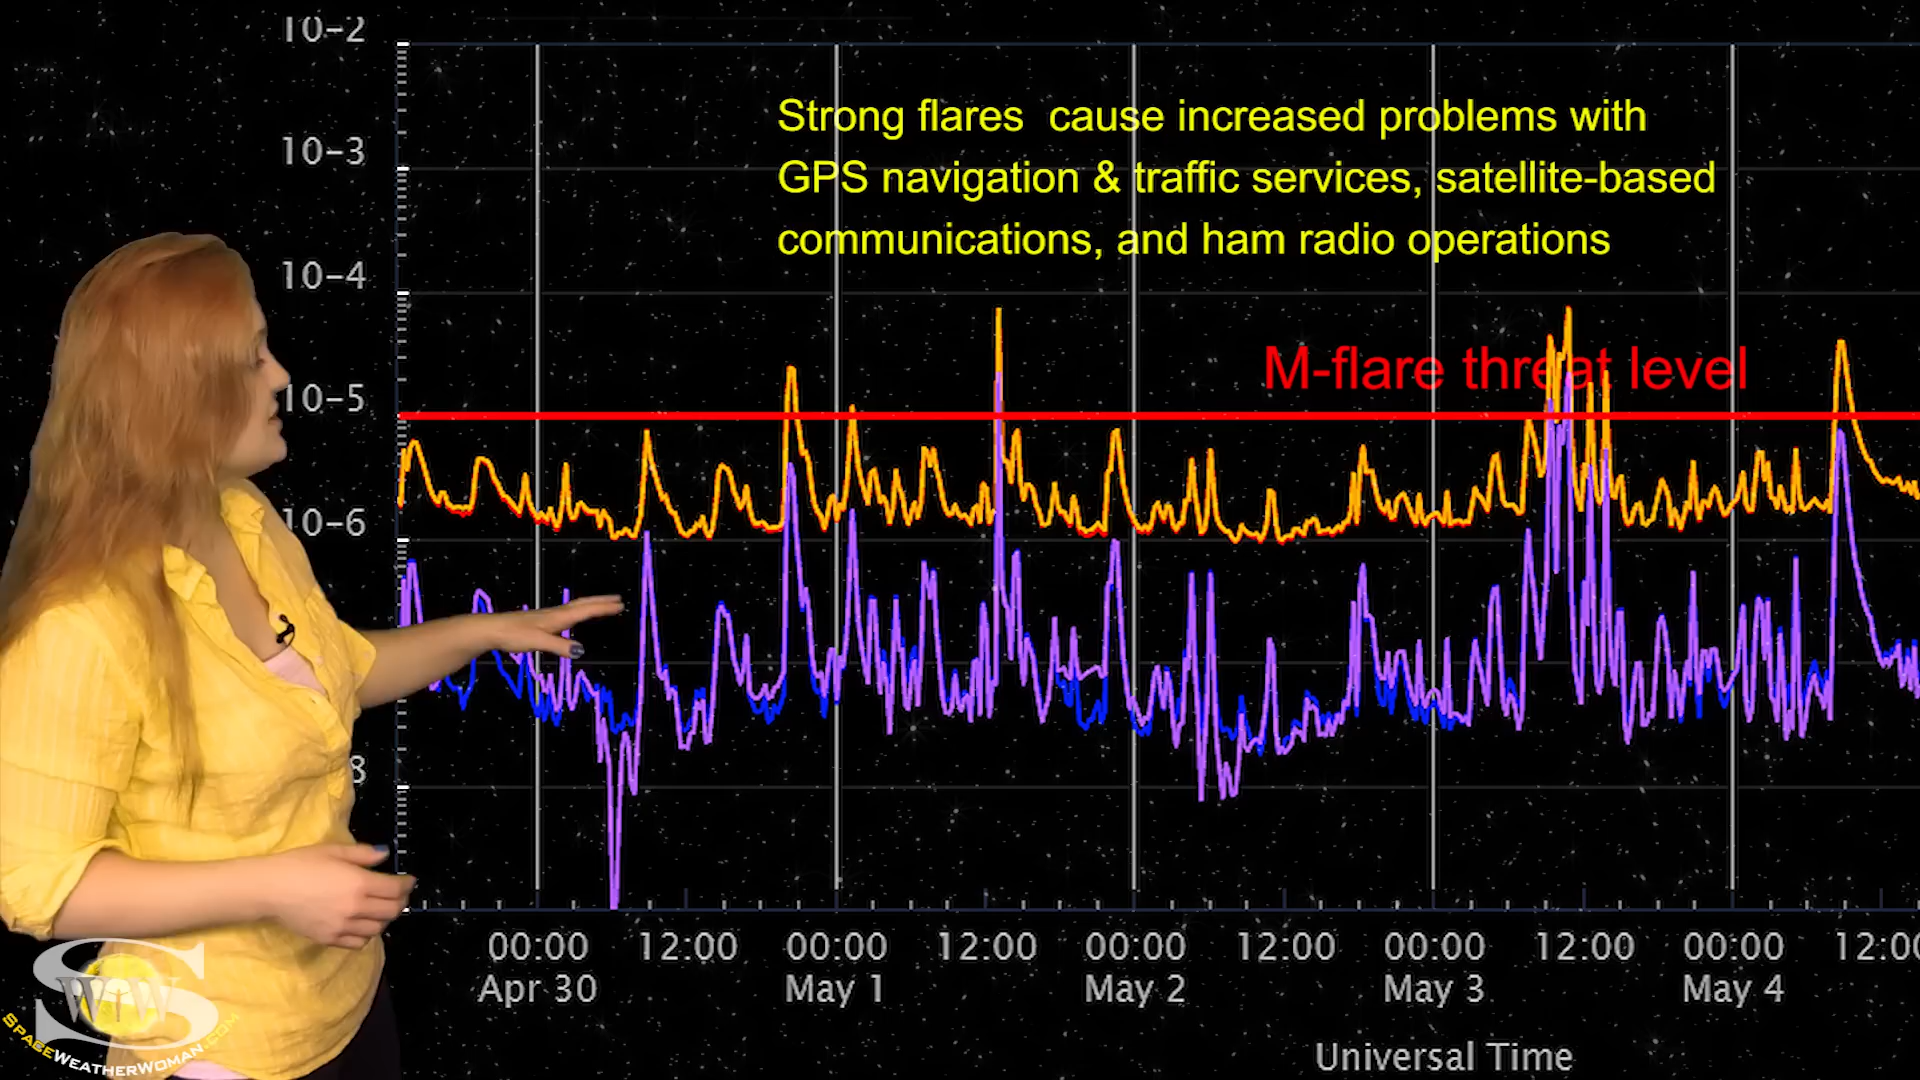 10-2
Strong flares  cause increased problems with
10-3
GPS navigation & traffic services, satellite-based
communications, and ham radio operations
10-4
M-flare threat level
10-5
10-6
8
00:00 12:00 00:00 12:00 00:00 12:00 00:00 12:00 00:00 12:00
Apr 30 May 1 May 2 May 3 May 4
Universal Time
SWW
SPACEWEATHERWOMAN.COM